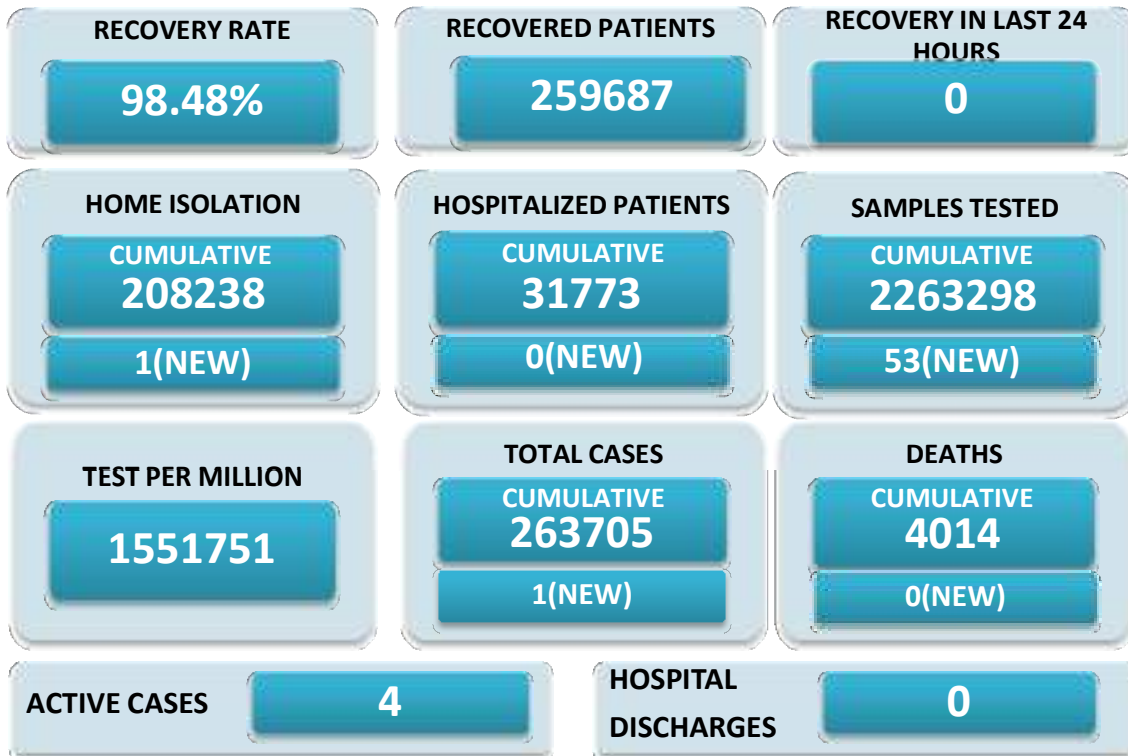 RECOVERY RATE
98.48%
RECOVERED PATIENTS
259687
RECOVERY IN LAST 24
HOURS
0
HOME ISOLATION
CUMULATIVE
208238
1(NEW)
HOSPITALIZED PATIENTS
CUMULATIVE
31773
0(NEW)
SAMPLES TESTED
CUMULATIVE
2263298
53(NEW)
TEST PER MILLION
1551751
TOTAL CASES
CUMULATIVE
263705
1(NEW)
DEATHS
CUMULATIVE
4014
0(NEW)
ACTIVE CASES
4
HOSPITAL
DISCHARGES
0